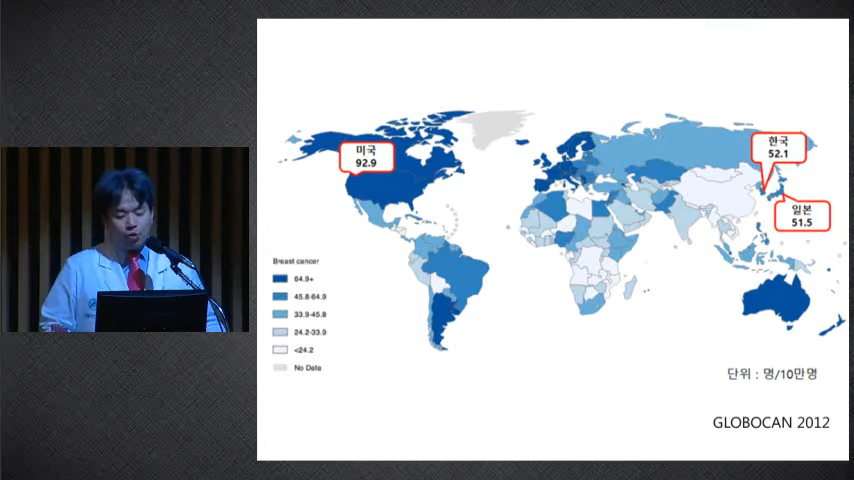 미국
92.9
한국
52.1
일본
51.5
Breast cancer
64.9+
45.8-64.9
33.9-45.8
24.2-33.9
<24.2
No Data
단위 : 명/10만명
GLOBOCAN 2012